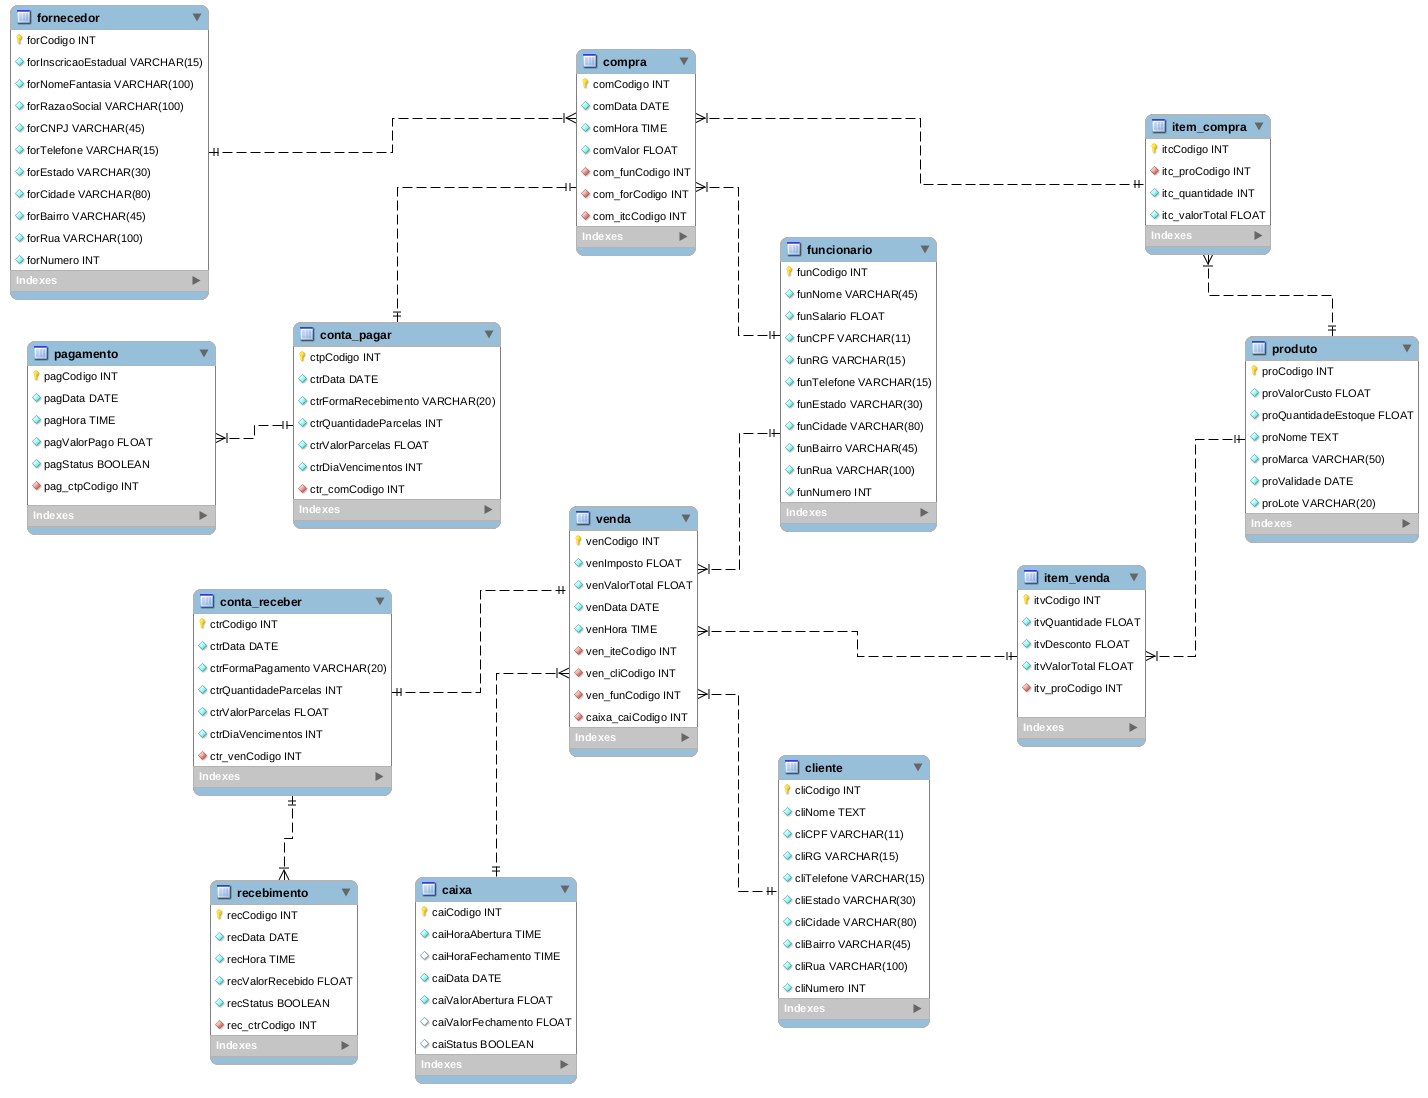 fornecedor
forCodigo INT
forInscricaoEstadual VARCHAR(15)
forNomeFantasia VARCHAR(100)
forRazaoSocial VARCHAR(100)
forCNPJ VARCHAR(45)
forTelefone VARCHAR(15)
forEstado VARCHAR(30)
forCidade VARCHAR(80)
forBairro VARCHAR(45)
forRua VARCHAR(100)
forNumero INT
Indexes
compra
comCodigo INT
comData DATE
comHora TIME
comValor FLOAT
com_funCodigo INT
com_forCodigo INT
com_itcCodigo INT
Indexes
item_compra
itcCodigo INT
itc_proCodigo INT
itc_quantidade INT
itc_valorTotal FLOAT
Indexes
funcionario
funCodigo INT
funNome VARCHAR(45)
funSalario FLOAT
funCPF VARCHAR(11)
funRG VARCHAR(15)
funTelefone VARCHAR(15)
funEstado VARCHAR(30)
funCidade VARCHAR(80)
funBairro VARCHAR(45)
funRua VARCHAR(100)
funNumero INT
Indexes
pagamento
pagCodigo INT
pagData DATE
pagHora TIME
pagValorPago FLOAT
pagStatus BOOLEAN
pag_ctpCodigo INT
Indexes
conta_pagar
ctpCodigo INT
ctrData DATE
ctrFormaRecebimento VARCHAR(20)
ctrQuantidadeParcelas INT
ctrValorParcelas FLOAT
ctrDiaVencimentos INT
ctr_comCodigo INT
Indexes
produto
proCodigo INT
proValorCusto FLOAT
proQuantidadeEstoque FLOAT
proNome TEXT
proMarca VARCHAR(50)
proValidade DATE
proLote VARCHAR(20)
Indexes
venda
venCodigo INT
venImposto FLOAT
venValorTotal FLOAT
venData DATE
venHora TIME
ven_iteCodigo INT
ven_cliCodigo INT
ven_funCodigo INT
caixa_caiCodigo INT
Indexes
item_venda
itvCodigo INT
itvQuantidade FLOAT
itvDesconto FLOAT
itvValorTotal FLOAT
itv_proCodigo INT
Indexes
conta_receber
ctrCodigo INT
ctrData DATE
ctrFormaPagamento VARCHAR(20)
ctrQuantidadeParcelas INT
ctrValorParcelas FLOAT
ctrDiaVencimentos INT
ctr_venCodigo INT
Indexes
cliente
cliCodigo INT
cliNome TEXT
cliCPF VARCHAR(11)
cliRG VARCHAR(15)
cliTelefone VARCHAR(15)
cliEstado VARCHAR(30)
cliCidade VARCHAR(80)
cliBairro VARCHAR(45)
cliRua VARCHAR(100)
cliNumero INT
Indexes
recebimento
recCodigo INT
recData DATE
recHora TIME
recValorRecebido FLOAT
recStatus BOOLEAN
rec_ctrCodigo INT
Indexes
caixa
caiCodigo INT
caiHoraAbertura TIME
caiHoraFechamento TIME
caiData DATE
caiValorAbertura FLOAT
caiValorFechamento FLOAT
caiStatus BOOLEAN
Indexes